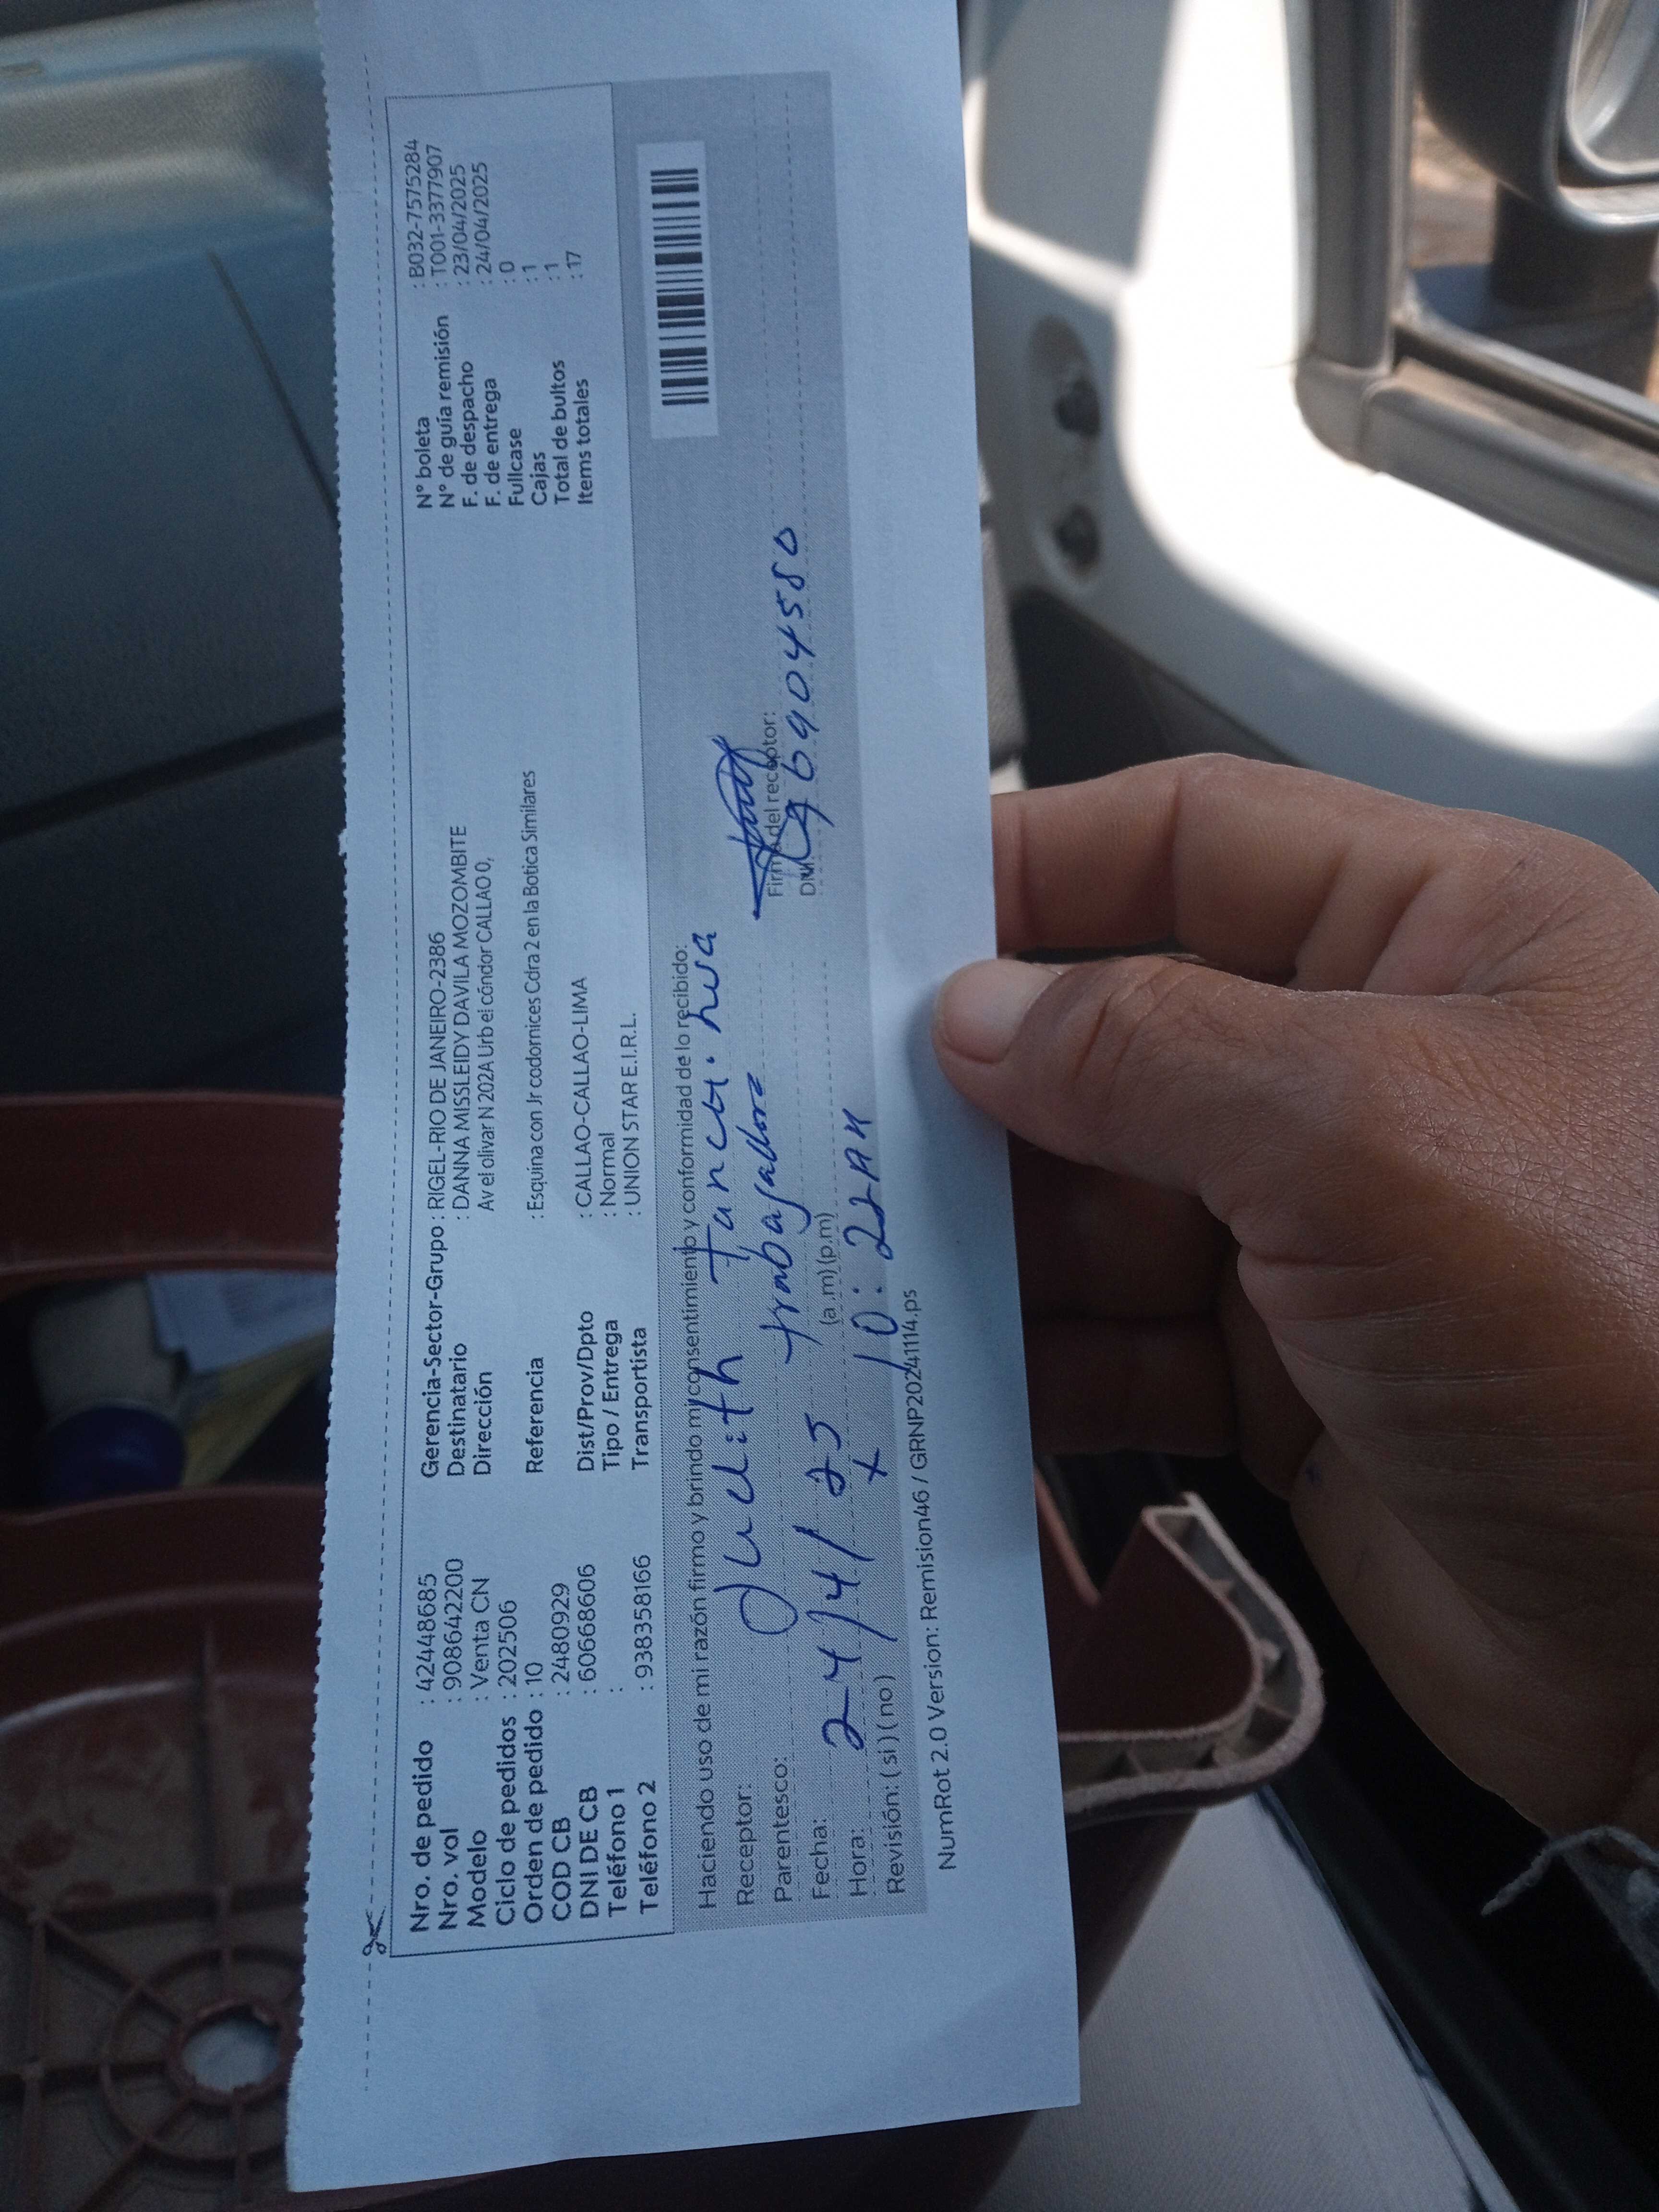 Nro. de pedido : 42448685
Nro. vol : 908642200
Modelo : Venta CN
Ciclo de pedidos : 202506
Orden de pedido : 10
COD CB : 2480929
DNI DE CB : 60668606
Teléfono 1 :
Teléfono 2 : 938358166
Gerencia-Sector-Grupo : RIGEL-RIO DE JANEIRO-2386
Destinatario : DANNA MISSLEIDY DAVILA MOZOMBITE
Dirección Av el olivar N 202A Urb el cóndor CALLAO 0,
Referencia : Esquina con Jr codornices Cdra 2 en la Botica Similares
Dist/Prov/Dpto : CALLAO-CALLAO-LIMA
Tipo / Entrega : Normal
Transportista : UNION STAR E.I.R.L.
N° boleta : B032-7575284
N° de guía remisión : T001-3377907
F. de despacho : 23/04/2025
F. de entrega : 24/04/2025
Fullcase : 0
Cajas : 1
Total de bultos : 1
Items totales : 17
Haciendo uso de mi razón firmo y brindo mi consentimiento y conformidad de lo recibido:
Receptor: Judith
Parentesco: trabajadora
Firma del receptor:
Fecha: 24/4/25
(a.m) (p.m)
DNI:
Hora: 10:22AM
Revisión: ( si ) ( no ) x
NumRot 2.0 Version: Remision46 / GRNP20241114.ps